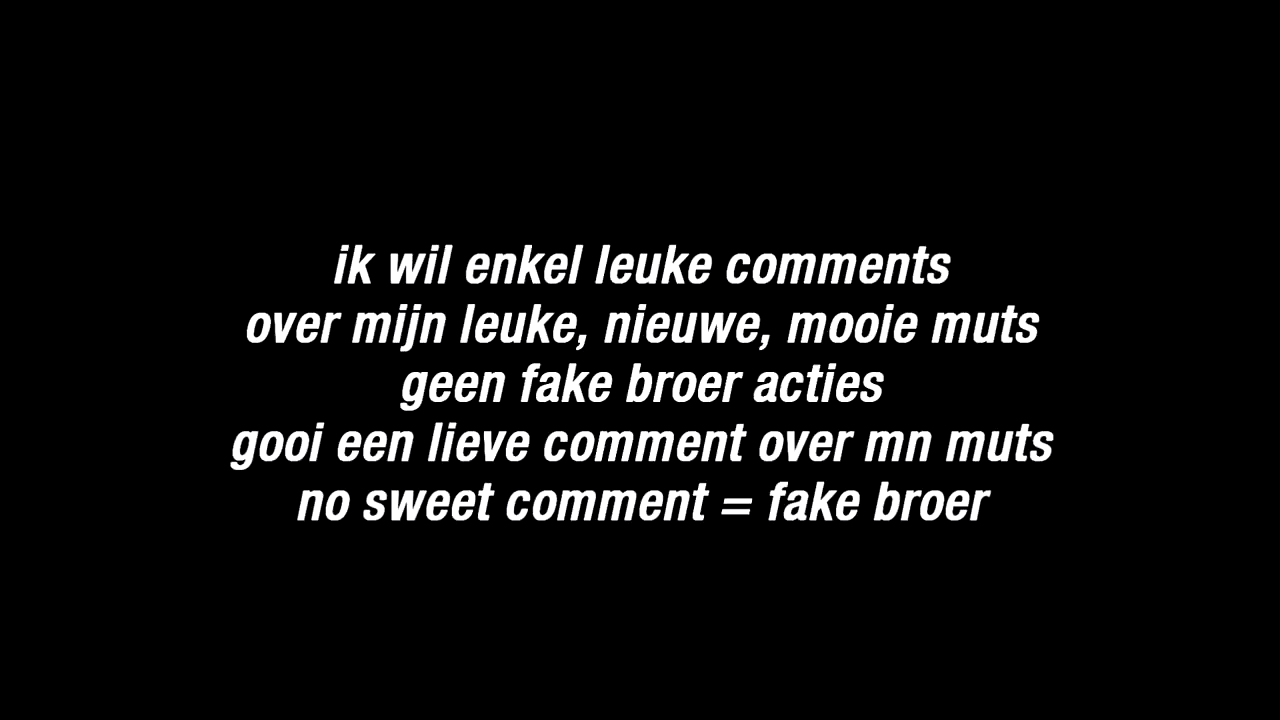 ik wil enkel leuke comments
over mijn leuke, nieuwe, mooie muts
geen fake broer acties
gooi een lieve comment over mn muts
no sweet comment = fake broer